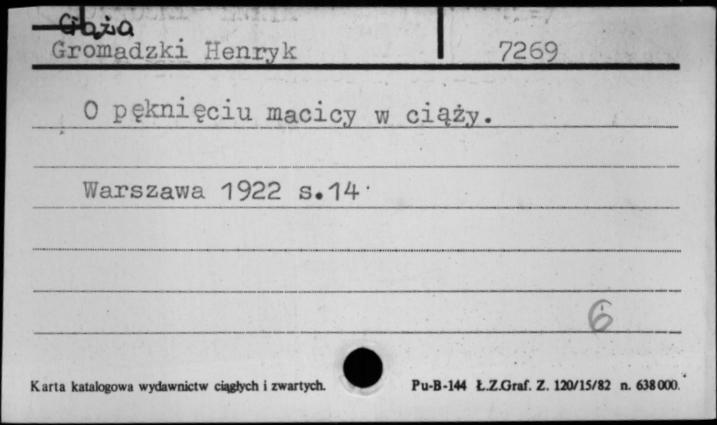 Ciąża
Gromadzki Henryk 7269
O pęknięciu macicy w ciąży.
Warszawa 1922 s.14
6
Karta katalogowa wydawnictw ciągłych i zwartych. Pu-B-144 Ł.Z.Graf. Z. 120/15/82 n. 638000.